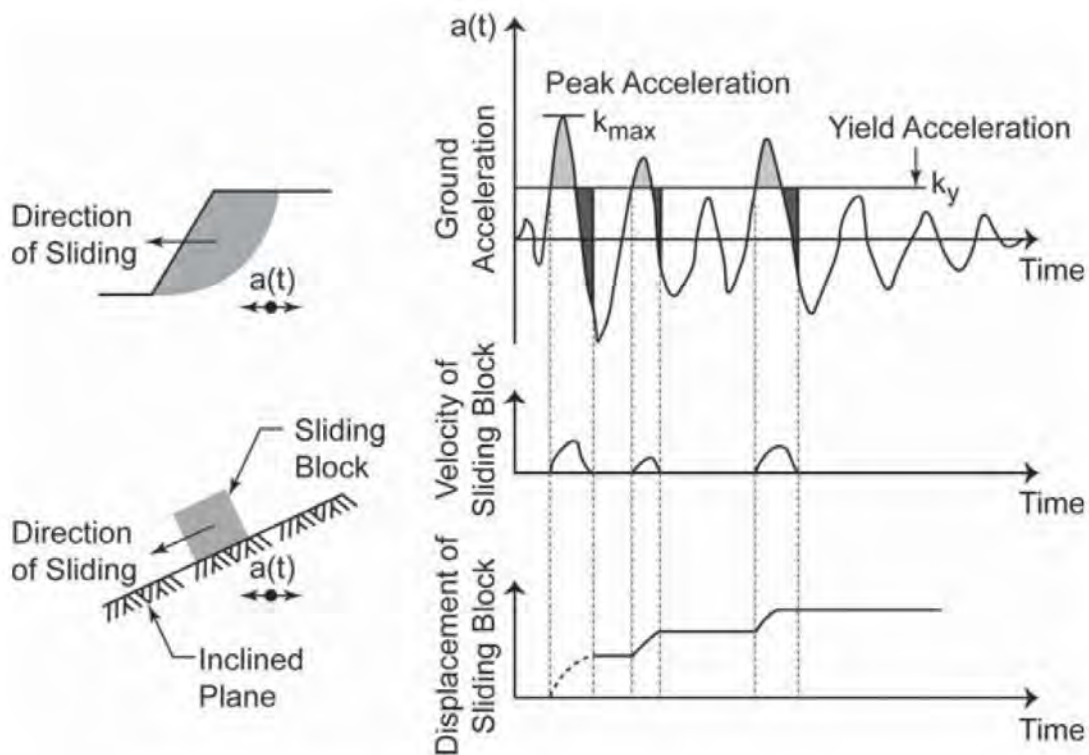 a(t)
Peak Acceleration
k_max
Yield Acceleration
k_y
Ground
Acceleration
Time
Direction
of Sliding
a(t)
Velocity of
Sliding Block
Time
Sliding
Block
Direction
of Sliding
a(t)
Inclined
Plane
Displacement of
Sliding Block
Time